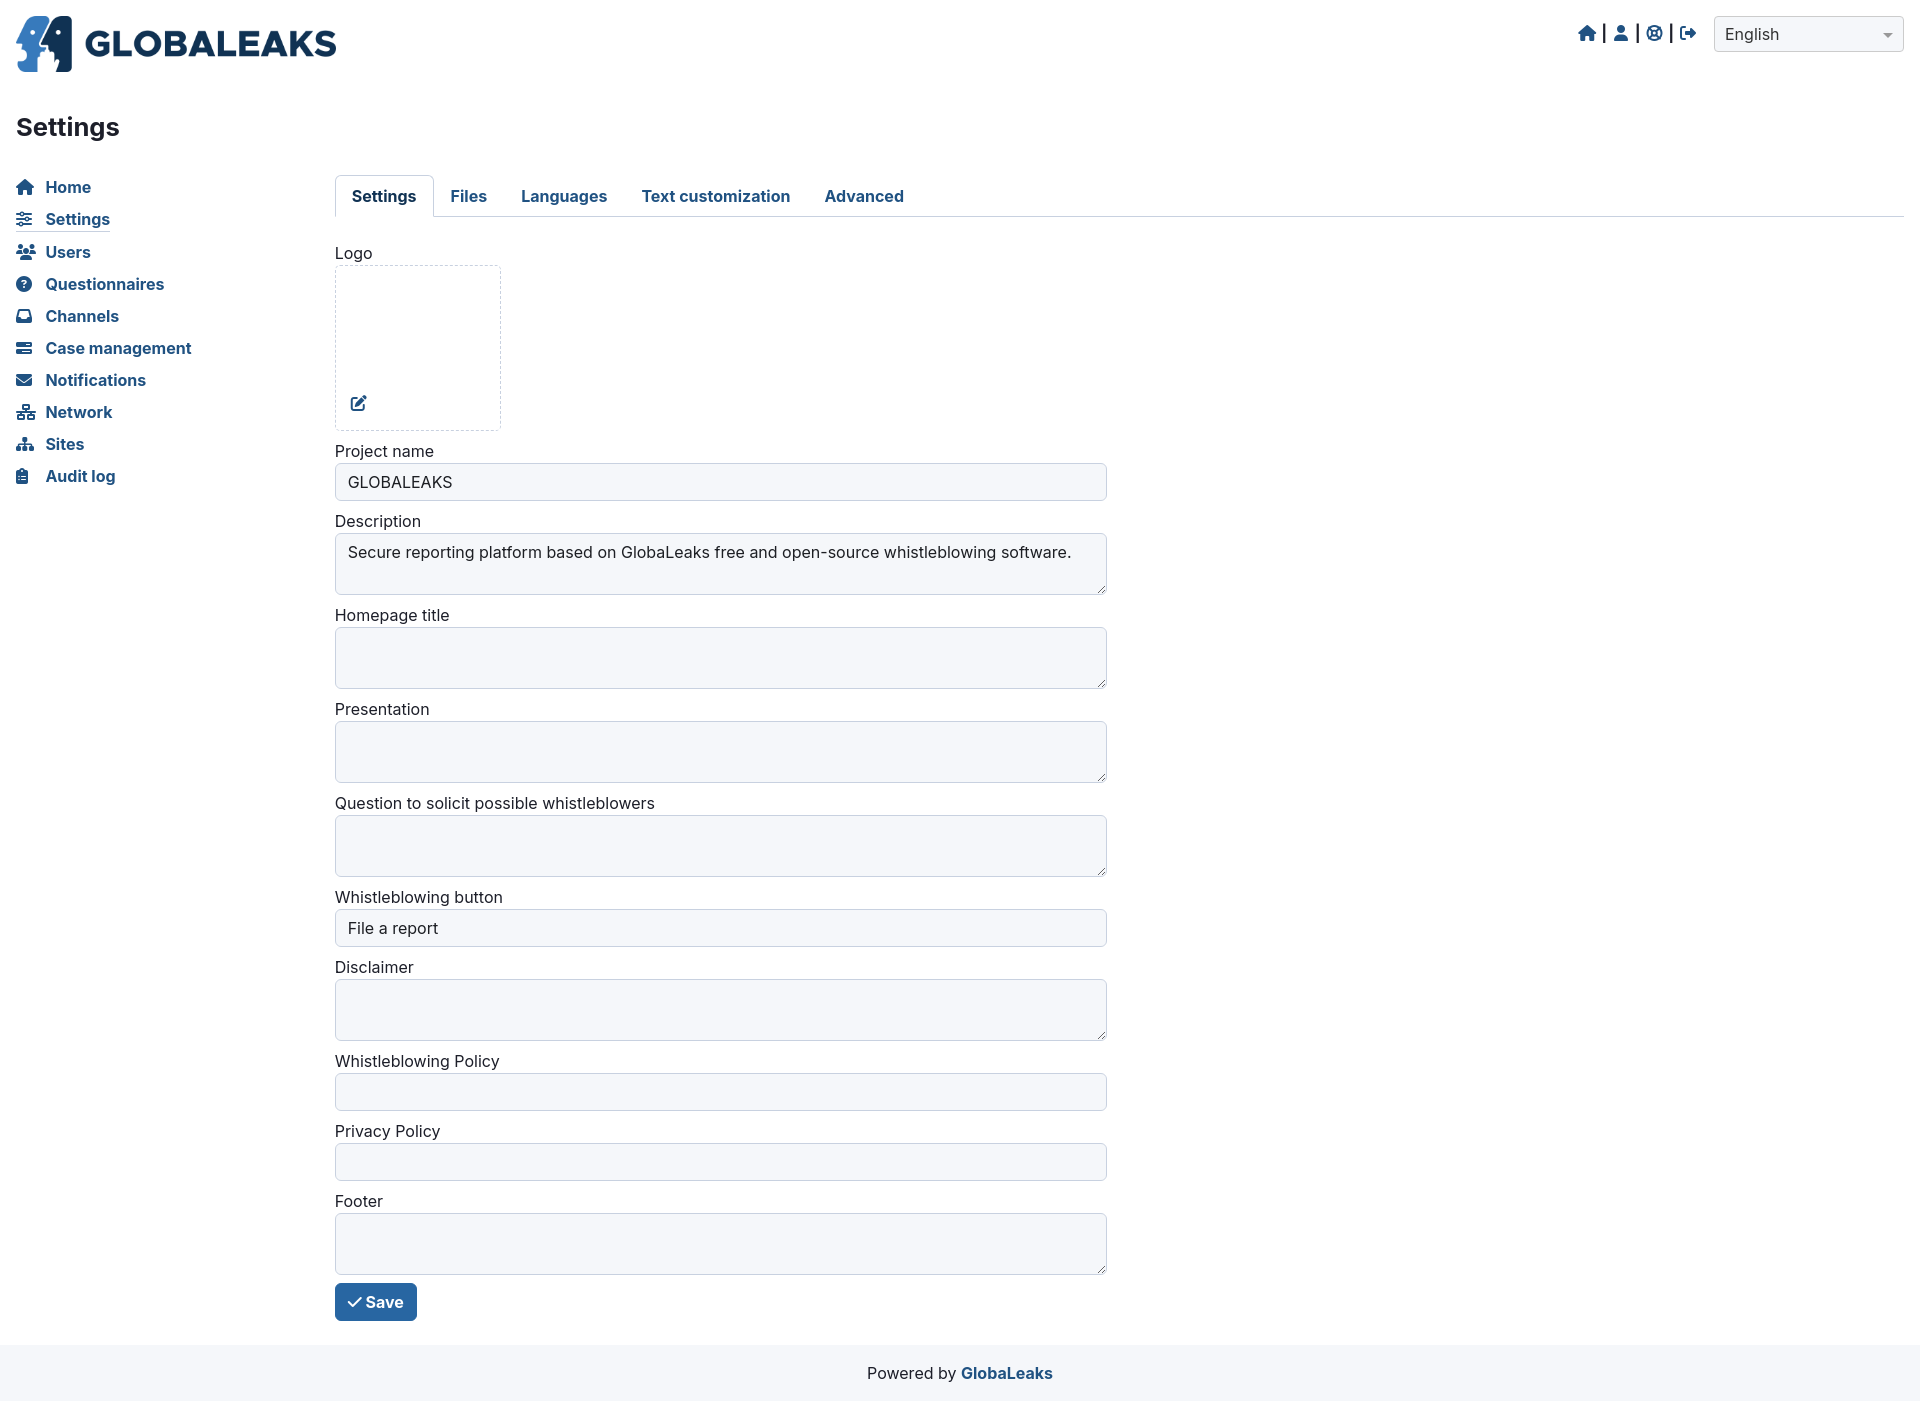 GLOBALEAKS
English
Settings
Home
Settings
Users
Questionnaires
Channels
Case management
Notifications
Network
Sites
Audit log
Settings Files Languages Text customization Advanced
Logo
Project name
GLOBALEAKS
Description
Secure reporting platform based on GlobaLeaks free and open-source whistleblowing software.
Homepage title
Presentation
Question to solicit possible whistleblowers
Whistleblowing button
File a report
Disclaimer
Whistleblowing Policy
Privacy Policy
Footer
Save
Powered by GlobaLeaks